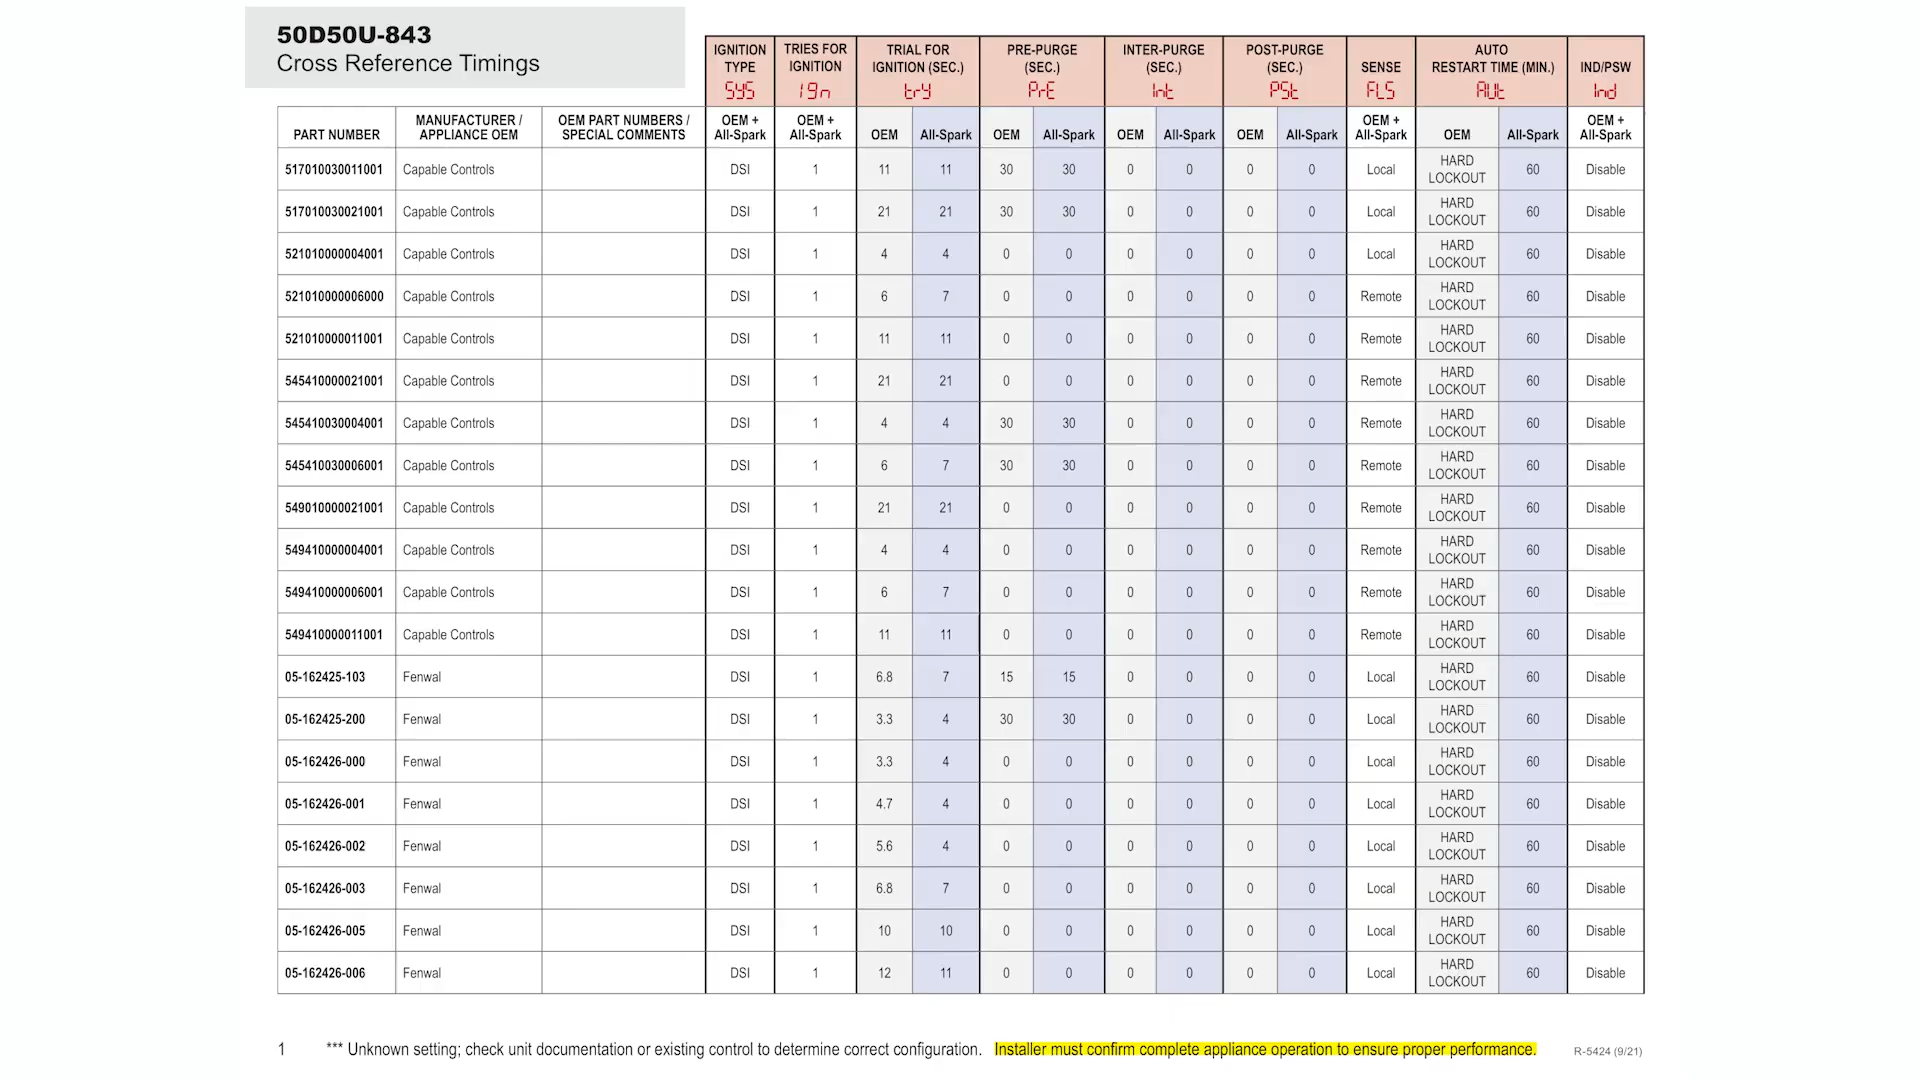 50D50U-843
Cross Reference Timings
IGNITION TYPE SYS TRIES FOR IGNITION IGn TRIAL FOR IGNITION (SEC.) trY PRE-PURGE (SEC.) PrE INTER-PURGE (SEC.) Int POST-PURGE (SEC.) PSt SENSE FLS AUTO RESTART TIME (MIN.) AUt IND/PSW Ind
PART NUMBER MANUFACTURER / APPLIANCE OEM OEM PART NUMBERS / SPECIAL COMMENTS OEM + All-Spark OEM + All-Spark OEM All-Spark OEM All-Spark OEM All-Spark OEM All-Spark OEM + All-Spark OEM All-Spark OEM + All-Spark
517010030011001 Capable Controls DSI 1 11 11 30 30 0 0 0 0 Local HARD LOCKOUT 60 Disable
517010030021001 Capable Controls DSI 1 21 21 30 30 0 0 0 0 Local HARD LOCKOUT 60 Disable
521010000004001 Capable Controls DSI 1 4 4 0 0 0 0 0 0 Local HARD LOCKOUT 60 Disable
521010000006000 Capable Controls DSI 1 6 7 0 0 0 0 0 0 Remote HARD LOCKOUT 60 Disable
521010000011001 Capable Controls DSI 1 11 11 0 0 0 0 0 0 Remote HARD LOCKOUT 60 Disable
545410000021001 Capable Controls DSI 1 21 21 0 0 0 0 0 0 Remote HARD LOCKOUT 60 Disable
545410030004001 Capable Controls DSI 1 4 4 30 30 0 0 0 0 Remote HARD LOCKOUT 60 Disable
545410030006001 Capable Controls DSI 1 6 7 30 30 0 0 0 0 Remote HARD LOCKOUT 60 Disable
549010000021001 Capable Controls DSI 1 21 21 0 0 0 0 0 0 Remote HARD LOCKOUT 60 Disable
549410000004001 Capable Controls DSI 1 4 4 0 0 0 0 0 0 Remote HARD LOCKOUT 60 Disable
549410000006001 Capable Controls DSI 1 6 7 0 0 0 0 0 0 Remote HARD LOCKOUT 60 Disable
549410000011001 Capable Controls DSI 1 11 11 0 0 0 0 0 0 Remote HARD LOCKOUT 60 Disable
05-162425-103 Fenwal DSI 1 6.8 7 15 15 0 0 0 0 Local HARD LOCKOUT 60 Disable
05-162425-200 Fenwal DSI 1 3.3 4 30 30 0 0 0 0 Local HARD LOCKOUT 60 Disable
05-162426-000 Fenwal DSI 1 3.3 4 0 0 0 0 0 0 Local HARD LOCKOUT 60 Disable
05-162426-001 Fenwal DSI 1 4.7 4 0 0 0 0 0 0 Local HARD LOCKOUT 60 Disable
05-162426-002 Fenwal DSI 1 5.6 4 0 0 0 0 0 0 Local HARD LOCKOUT 60 Disable
05-162426-003 Fenwal DSI 1 6.8 7 0 0 0 0 0 0 Local HARD LOCKOUT 60 Disable
05-162426-005 Fenwal DSI 1 10 10 0 0 0 0 0 0 Local HARD LOCKOUT 60 Disable
05-162426-006 Fenwal DSI 1 12 11 0 0 0 0 0 0 Local HARD LOCKOUT 60 Disable
1 *** Unknown setting; check unit documentation or existing control to determine correct configuration. Installer must confirm complete appliance operation to ensure proper performance. R-5424 (9/21)